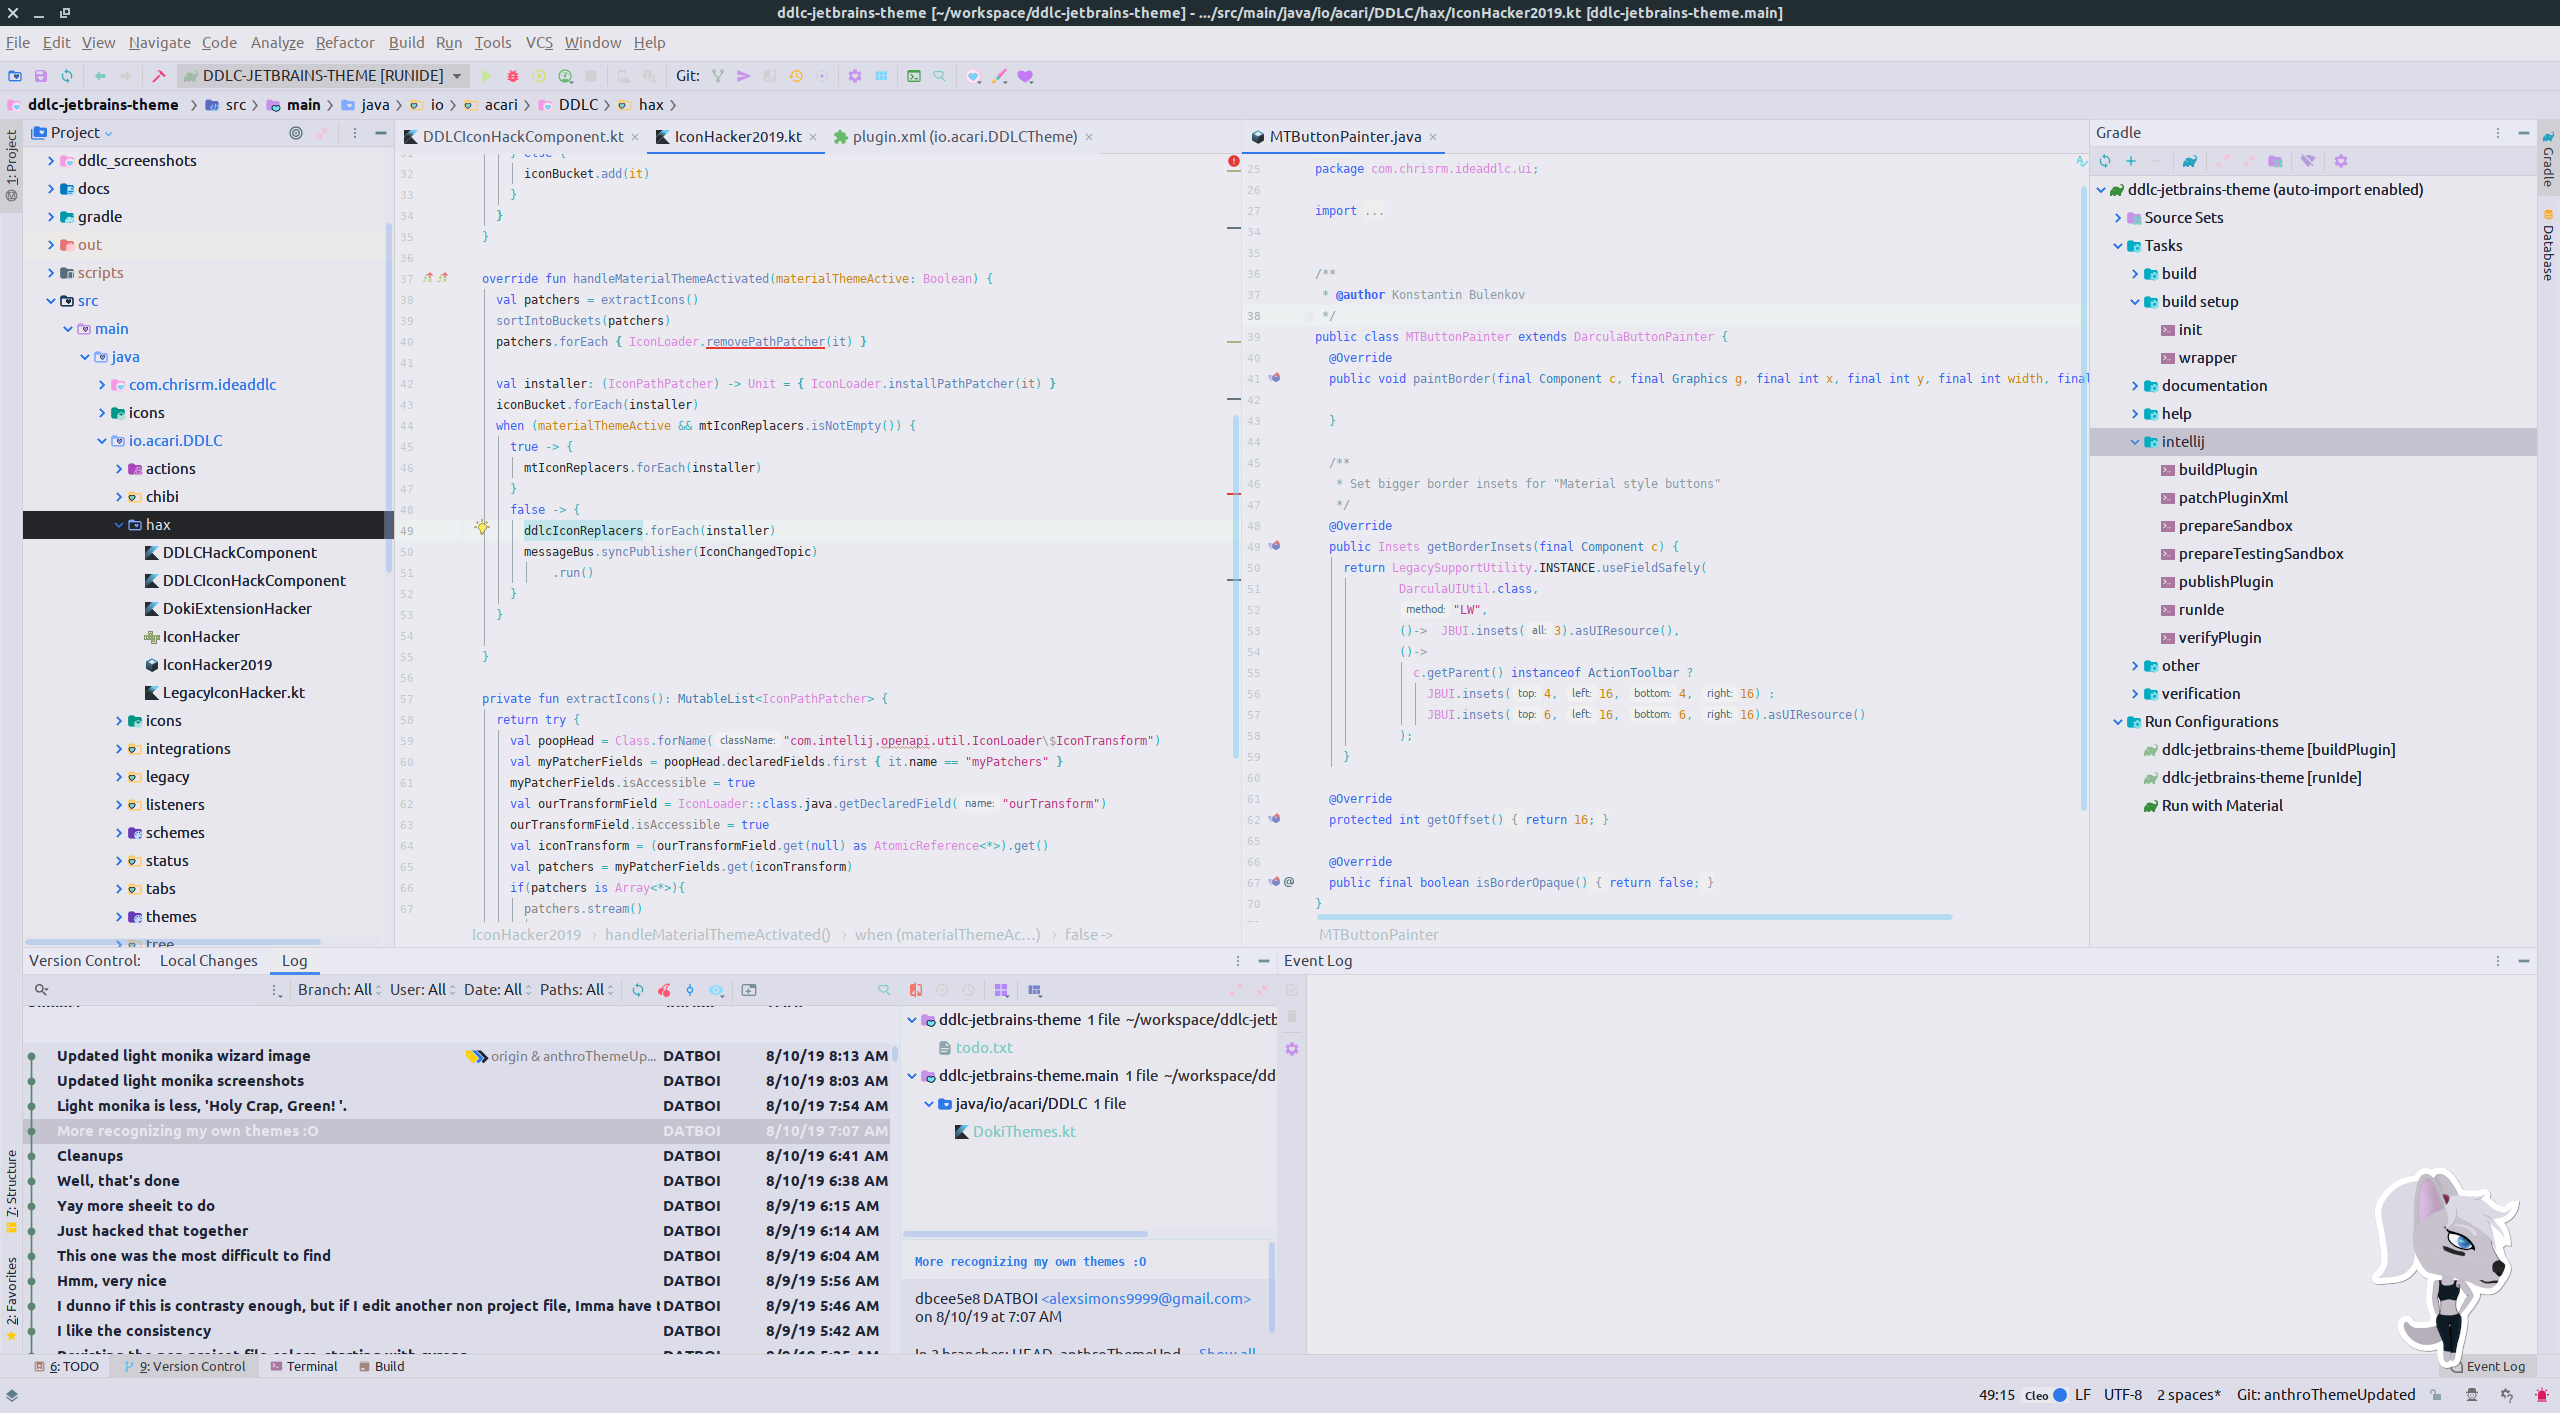 ddlc-jetbrains-theme [~/workspace/ddlc-jetbrains-theme] - .../src/main/java/io/acari/DDLC/hax/IconHacker2019.kt [ddlc-jetbrains-theme.main]
File Edit View Navigate Code Analyze Refactor Build Run Tools VCS Window Help
DDLC-JETBRAINS-THEME [RUNIDE] Git:
ddlc-jetbrains-theme src main java io acari DDLC hax
1: Project
7: Structure
2: Favorites
Project
ddlc_screenshots
docs
gradle
out
scripts
src
main
java
com.chrisrm.ideaddlc
icons
io.acari.DDLC
actions
chibi
hax
DDLCHackComponent
DDLCIconHackComponent
DokiExtensionHacker
IconHacker
IconHacker2019
LegacyIconHacker.kt
icons
integrations
legacy
listeners
schemes
status
tabs
themes
tree
DDLCIconHackComponent.kt IconHacker2019.kt plugin.xml (io.acari.DDLCTheme)
31 } else {
32 iconBucket.add(it)
33 }
34 }
35 }
36
37 override fun handleMaterialThemeActivated(materialThemeActive: Boolean) {
38 val patchers = extractIcons()
39 sortIntoBuckets(patchers)
40 patchers.forEach { IconLoader.removePathPatcher(it) }
41
42 val installer: (IconPathPatcher) -> Unit = { IconLoader.installPathPatcher(it) }
43 iconBucket.forEach(installer)
44 when (materialThemeActive && mtIconReplacers.isNotEmpty()) {
45 true -> {
46 mtIconReplacers.forEach(installer)
47 }
48 false -> {
49 ddlcIconReplacers.forEach(installer)
50 messageBus.syncPublisher(IconChangedTopic)
51 .run()
52 }
53 }
54
55 }
56
57 private fun extractIcons(): MutableList<IconPathPatcher> {
58 return try {
59 val poopHead = Class.forName( className: "com.intellij.openapi.util.IconLoader\$IconTransform")
60 val myPatcherFields = poopHead.declaredFields.first { it.name == "myPatchers" }
61 myPatcherFields.isAccessible = true
62 val ourTransformField = IconLoader::class.java.getDeclaredField( name: "ourTransform")
63 ourTransformField.isAccessible = true
64 val iconTransform = (ourTransformField.get(null) as AtomicReference<*>).get()
65 val patchers = myPatcherFields.get(iconTransform)
66 if(patchers is Array<*>){
67 patchers.stream()
IconHacker2019 › handleMaterialThemeActivated() › when (materialThemeAc...) › false ->
MTButtonPainter.java
25 package com.chrisrm.ideaddlc.ui;
26
27 import ...
34
35
36 /**
37 * @author Konstantin Bulenkov
38 */
39 public class MTButtonPainter extends DarculaButtonPainter {
40 @Override
41 public void paintBorder(final Component c, final Graphics g, final int x, final int y, final int width, final
42
43 }
44
45 /**
46 * Set bigger border insets for "Material style buttons"
47 */
48 @Override
49 public Insets getBorderInsets(final Component c) {
50 return LegacySupportUtility.INSTANCE.useFieldSafely(
51 DarculaUIUtil.class,
52 method: "LW",
53 ()-> JBUI.insets( all: 3).asUIResource(),
54 ()->
55 c.getParent() instanceof ActionToolbar ?
56 JBUI.insets( top: 4, left: 16, bottom: 4, right: 16) :
57 JBUI.insets( top: 6, left: 16, bottom: 6, right: 16).asUIResource()
58 );
59 }
60
61 @Override
62 protected int getOffset() { return 16; }
65
66 @Override
67 public final boolean isBorderOpaque() { return false; }
70 }
MTButtonPainter
Gradle
ddlc-jetbrains-theme (auto-import enabled)
Source Sets
Tasks
build
build setup
init
wrapper
documentation
help
intellij
buildPlugin
patchPluginXml
prepareSandbox
prepareTestingSandbox
publishPlugin
runIde
verifyPlugin
other
verification
Run Configurations
ddlc-jetbrains-theme [buildPlugin]
ddlc-jetbrains-theme [runIde]
Run with Material
Gradle
Database
Version Control: Local Changes Log
Branch: All User: All Date: All Paths: All
Updated light monika wizard image origin & anthroThemeUp... DATBOI 8/10/19 8:13 AM
Updated light monika screenshots DATBOI 8/10/19 8:03 AM
Light monika is less, 'Holy Crap, Green! '. DATBOI 8/10/19 7:54 AM
More recognizing my own themes :O DATBOI 8/10/19 7:07 AM
Cleanups DATBOI 8/10/19 6:41 AM
Well, that's done DATBOI 8/10/19 6:38 AM
Yay more sheeit to do DATBOI 8/9/19 6:15 AM
Just hacked that together DATBOI 8/9/19 6:14 AM
This one was the most difficult to find DATBOI 8/9/19 6:04 AM
Hmm, very nice DATBOI 8/9/19 5:56 AM
I dunno if this is contrasty enough, but if I edit another non project file, Imma have t DATBOI 8/9/19 5:46 AM
I like the consistency DATBOI 8/9/19 5:42 AM
ddlc-jetbrains-theme 1 file ~/workspace/ddlc-jetb
todo.txt
ddlc-jetbrains-theme.main 1 file ~/workspace/dd
java/io/acari/DDLC 1 file
DokiThemes.kt
More recognizing my own themes :O
dbcee5e8 DATBOI <alexsimons9999@gmail.com>
on 8/10/19 at 7:07 AM
Event Log
6: TODO 9: Version Control Terminal Build Event Log
49:15 Cleo LF UTF-8 2 spaces* Git: anthroThemeUpdated